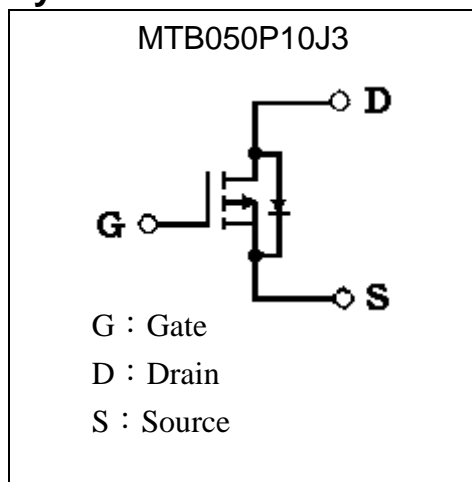 MTB050P10J3
D
G
S
G：Gate
D：Drain
S：Source